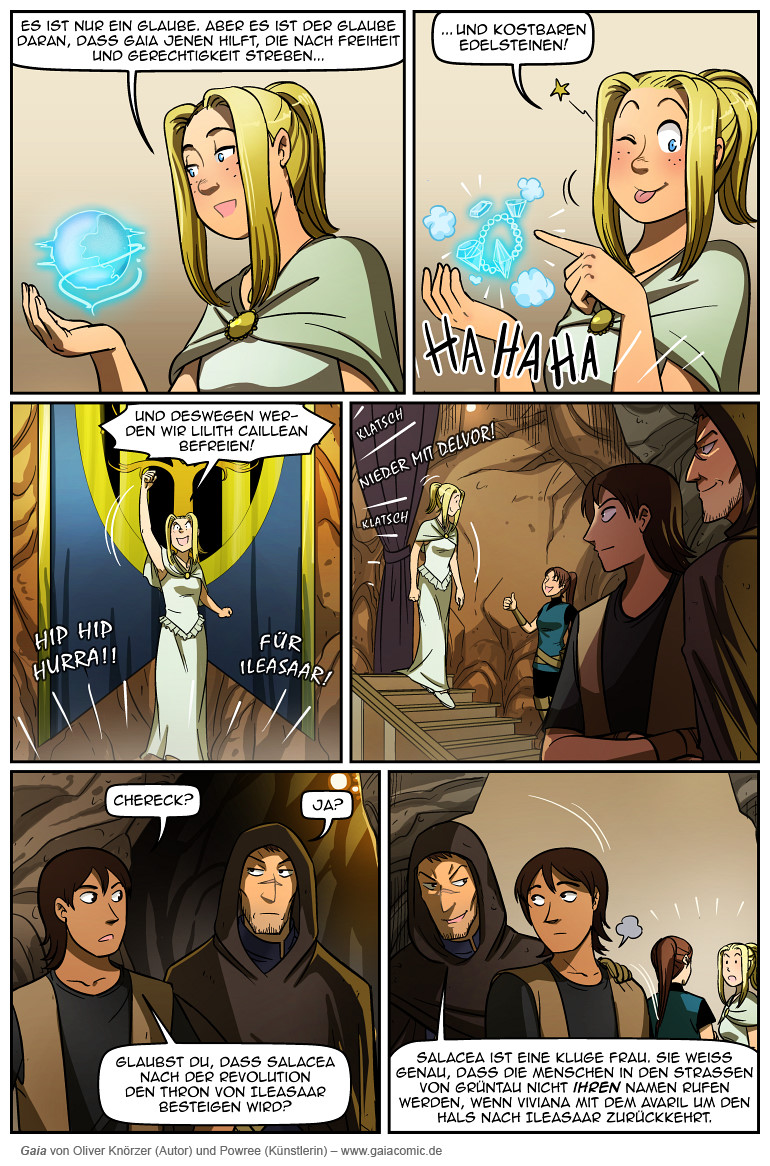 ES IST NUR EIN GLAUBE. ABER ES IST DER GLAUBE
DARAN, DASS GAIA JENEN HILFT, DIE NACH FREIHEIT
UND GERECHTIGKEIT STREBEN...
...UND KOSTBAREN
EDELSTEINEN!
HA HA HA
UND DESWEGEN WER-
DEN WIR LILITH CAILLEAN
BEFREIEN!
HIP HIP
HURRA!!
FÜR
ILEASAAR!
KLATSCH
NIEDER MIT DELVOR!
KLATSCH
CHERECK?
JA?
GLAUBST DU, DASS SALACEA
NACH DER REVOLUTION
DEN THRON VON ILEASAAR
BESTEIGEN WIRD?
SALACEA IST EINE KLUGE FRAU. SIE WEISS
GENAU, DASS DIE MENSCHEN IN DEN STRASSEN
VON GRÜNTAU NICHT IHREN NAMEN RUFEN
WERDEN, WENN VIVIANA MIT DEM AVARIL UM DEN
HALS NACH ILEASAAR ZURÜCKKEHRT.
Gaia von Oliver Knörzer (Autor) und Powree (Künstlerin) – www.gaiacomic.de